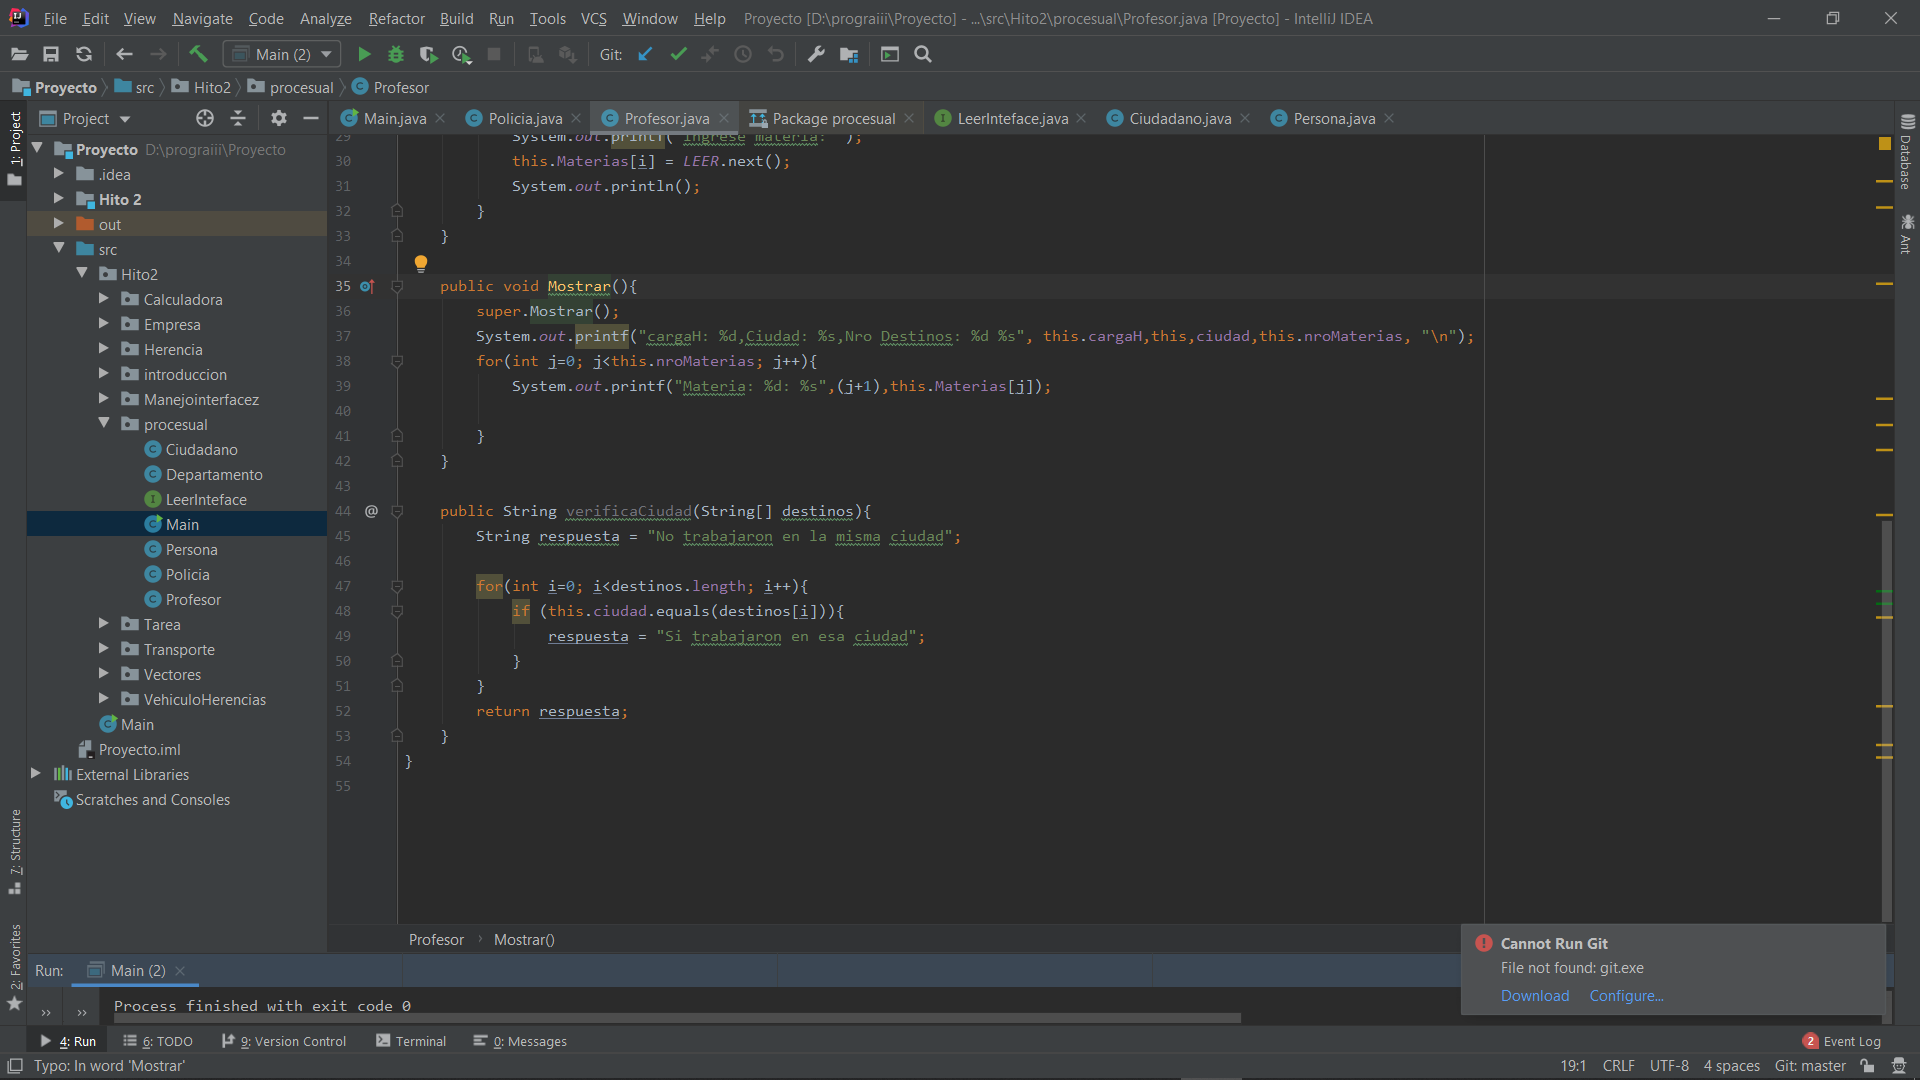 File Edit View Navigate Code Analyze Refactor Build Run Tools VCS Window Help Proyecto [D:\prograiii\Proyecto] - ...\src\Hito2\procesual\Profesor.java [Proyecto] - IntelliJ IDEA
Main (2) Git:
Proyecto src Hito2 procesual Profesor
Project Main.java Policia.java Profesor.java Package procesual LeerInteface.java Ciudadano.java Persona.java
1: Project
7: Structure
2: Favorites
Database
Ant
Proyecto D:\prograiii\Proyecto
.idea
Hito 2
out
src
Hito2
Calculadora
Empresa
Herencia
introduccion
Manejointerfacez
procesual
Ciudadano
Departamento
LeerInteface
Main
Persona
Policia
Profesor
Tarea
Transporte
Vectores
VehiculoHerencias
Main
Proyecto.iml
External Libraries
Scratches and Consoles
29 System.out.printf("Ingrese materia: ");
30 this.Materias[i] = LEER.next();
31 System.out.println();
32 }
33 }
34
35 public void Mostrar(){
36 super.Mostrar();
37 System.out.printf("cargaH: %d,Ciudad: %s,Nro Destinos: %d %s", this.cargaH,this,ciudad,this.nroMaterias, "\n");
38 for(int j=0; j<this.nroMaterias; j++){
39 System.out.printf("Materia: %d: %s",(j+1),this.Materias[j]);
40
41 }
42 }
43
44 @ public String verificaCiudad(String[] destinos){
45 String respuesta = "No trabajaron en la misma ciudad";
46
47 for(int i=0; i<destinos.length; i++){
48 if (this.ciudad.equals(destinos[i])){
49 respuesta = "Si trabajaron en esa ciudad";
50 }
51 }
52 return respuesta;
53 }
54 }
55
Profesor › Mostrar()
Cannot Run Git
File not found: git.exe
Download Configure...
Run: Main (2)
Process finished with exit code 0
4: Run 6: TODO 9: Version Control Terminal 0: Messages 2 Event Log
Typo: In word 'Mostrar' 19:1 CRLF UTF-8 4 spaces Git: master